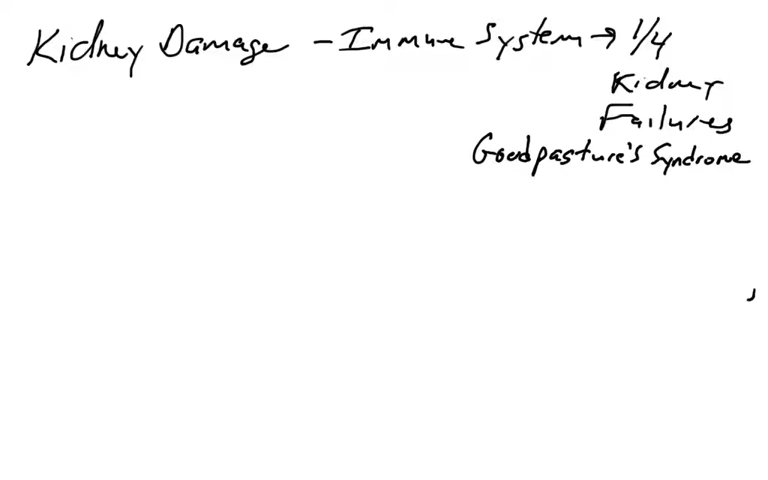 Kidney Damage - Immune System → 1/4
Kidney
Failures
Goodpasture's Syndrome